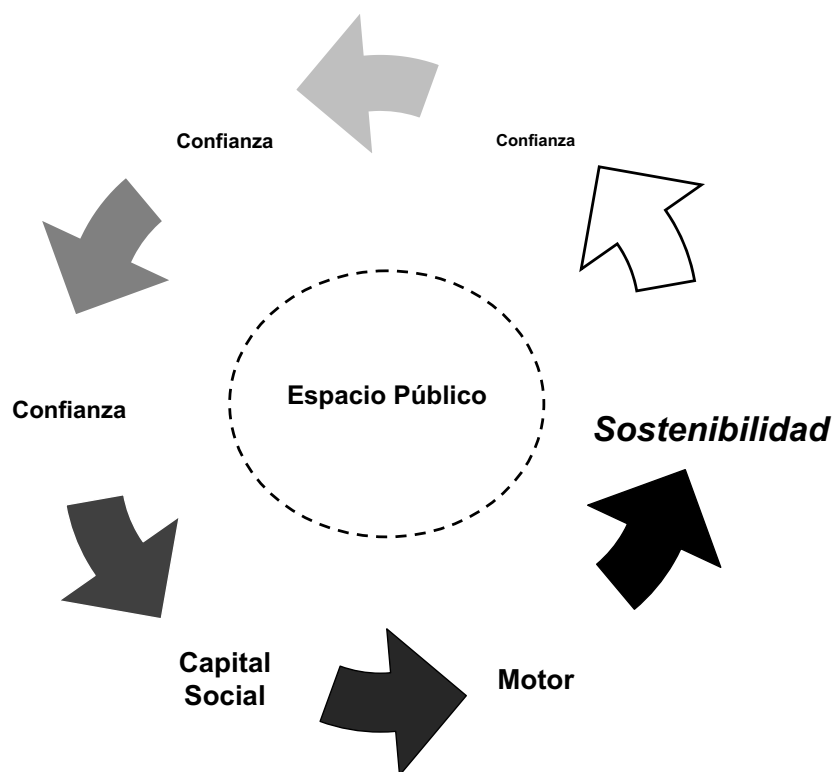 Confianza
Confianza
Espacio Público
Confianza
Sostenibilidad
Capital
Social
Motor